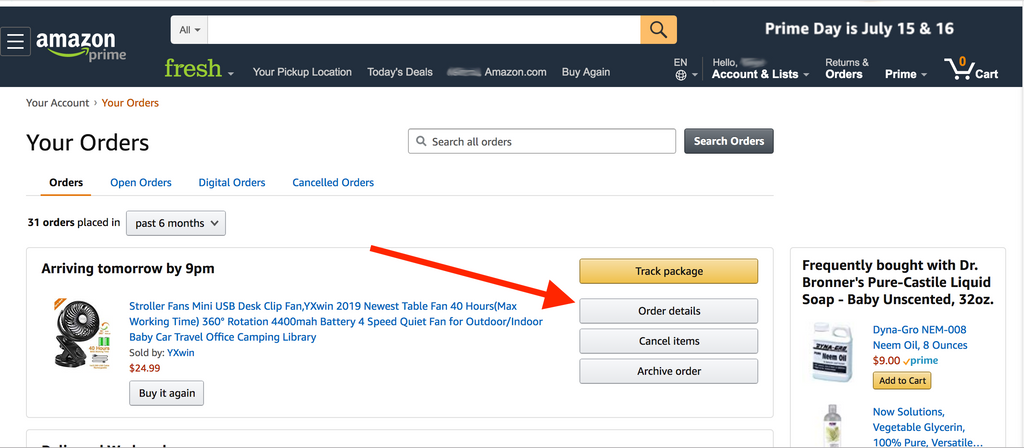 All
Prime Day is July 15 & 16
amazon
prime
fresh
Your Pickup Location
Today's Deals
Amazon.com
Buy Again
EN
Hello,
Account & Lists
Returns &
Orders
Prime
0
Cart
Your Account › Your Orders
Your Orders
Search all orders
Search Orders
Orders
Open Orders
Digital Orders
Cancelled Orders
31 orders placed in
past 6 months
Arriving tomorrow by 9pm
Stroller Fans Mini USB Desk Clip Fan,YXwin 2019 Newest Table Fan 40 Hours(Max
Working Time) 360° Rotation 4400mah Battery 4 Speed Quiet Fan for Outdoor/Indoor
Baby Car Travel Office Camping Library
Sold by: YXwin
$24.99
Buy it again
40 Hours
Track package
Order details
Cancel items
Archive order
Frequently bought with Dr.
Bronner's Pure-Castile Liquid
Soap - Baby Unscented, 32oz.
DYNA-GRO
Neem Oil
Dyna-Gro NEM-008
Neem Oil, 8 Ounces
$9.00 prime
Add to Cart
Now Solutions,
Vegetable Glycerin,
100% Pure, Versatile…